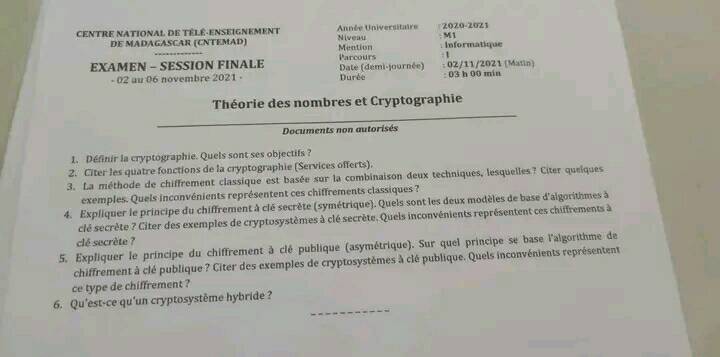 CENTRE NATIONAL DE TÉLÉ-ENSEIGNEMENT
DE MADAGASCAR (CNTEMAD)
-------------
EXAMEN – SESSION FINALE
- 02 au 06 novembre 2021 -
Année Universitaire : 2020-2021
Niveau : M1
Mention : Informatique
Parcours : I
Date (demi-journée) : 02/11/2021 (Matin)
Durée : 03 h 00 min
Théorie des nombres et Cryptographie
Documents non autorisés
1. Définir la cryptographie. Quels sont ses objectifs ?
2. Citer les quatre fonctions de la cryptographie (Services offerts).
3. La méthode de chiffrement classique est basée sur la combinaison deux techniques, lesquelles ? Citer quelques
exemples. Quels inconvénients représentent ces chiffrements classiques ?
4. Expliquer le principe du chiffrement à clé secrète (symétrique). Quels sont les deux modèles de base d'algorithmes à
clé secrète ? Citer des exemples de cryptosystèmes à clé secrète. Quels inconvénients représentent ces chiffrements à
clé secrète ?
5. Expliquer le principe du chiffrement à clé publique (asymétrique). Sur quel principe se base l'algorithme de
chiffrement à clé publique ? Citer des exemples de cryptosystèmes à clé publique. Quels inconvénients représentent
ce type de chiffrement ?
6. Qu'est-ce qu'un cryptosystème hybride ?
-----------